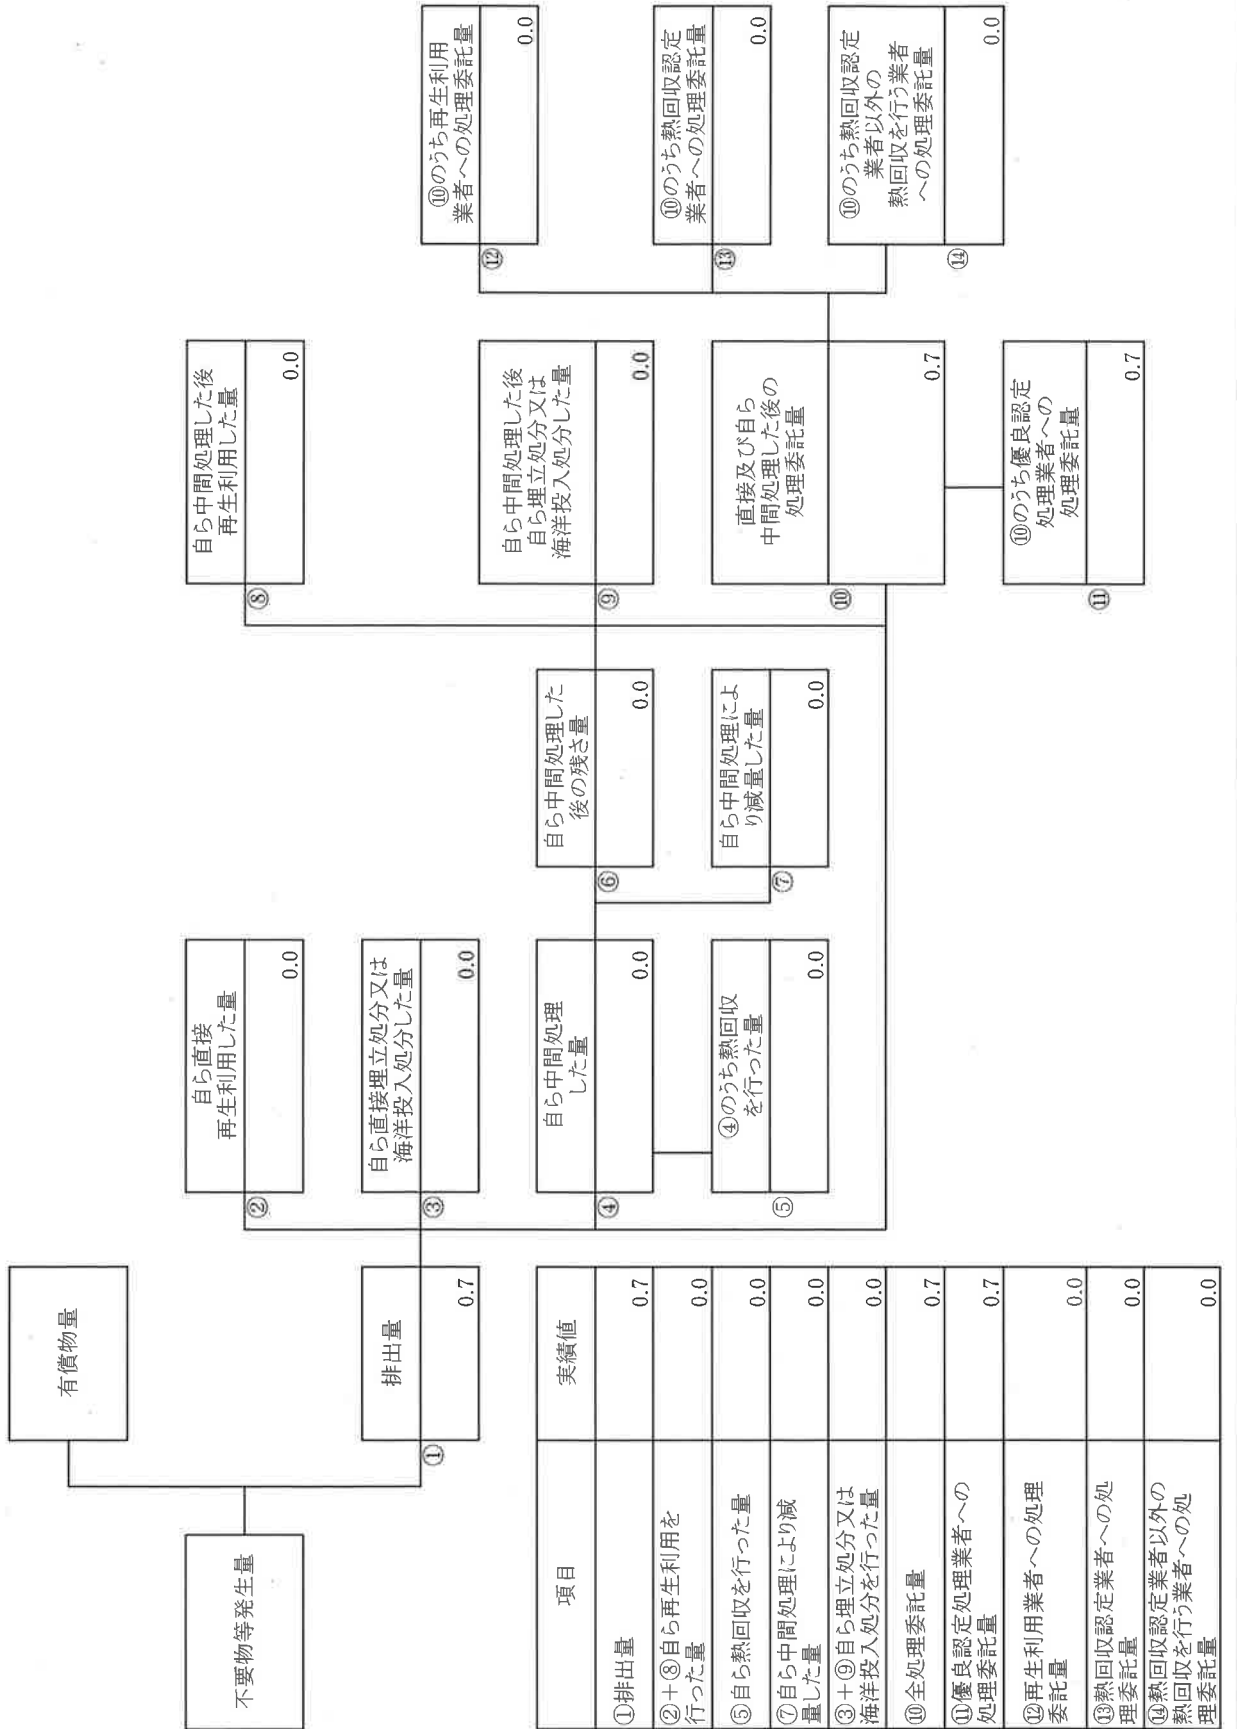 不要物等発生量
有償物量
①
排出量
0.7
②
自ら直接
再生利用した量
0.0
③
自ら直接埋立処分又は
海洋投入処分した量
0.0
④
自ら中間処理
した量
0.0
⑤
④のうち熱回収
を行った量
0.0
⑥
自ら中間処理した
後の残さ量
0.0
⑦
自ら中間処理によ
り減量した量
0.0
⑧
自ら中間処理した後
再生利用した量
0.0
⑨
自ら中間処理した後
自ら埋立処分又は
海洋投入処分した量
0.0
⑩
直接及び自ら
中間処理した後の
処理委託量
0.7
⑪
⑩のうち優良認定
処理業者への
処理委託量
0.7
⑫
⑩のうち再生利用
業者への処理委託量
0.0
⑬
⑩のうち熱回収認定
業者への処理委託量
0.0
⑭
⑩のうち熱回収認定
業者以外の
熱回収を行う業者
への処理委託量
0.0
項目 実績値
①排出量 0.7
②+⑧自ら再生利用を
行った量 0.0
⑤自ら熱回収を行った量 0.0
⑦自ら中間処理により減
量した量 0.0
③+⑨自ら埋立処分又は
海洋投入処分を行った量 0.0
⑩全処理委託量 0.7
⑪優良認定処理業者への
処理委託量 0.7
⑫再生利用業者への処理
委託量 0.0
⑬熱回収認定業者への処
理委託量 0.0
⑭熱回収認定業者以外の
熱回収を行う業者への処
理委託量 0.0